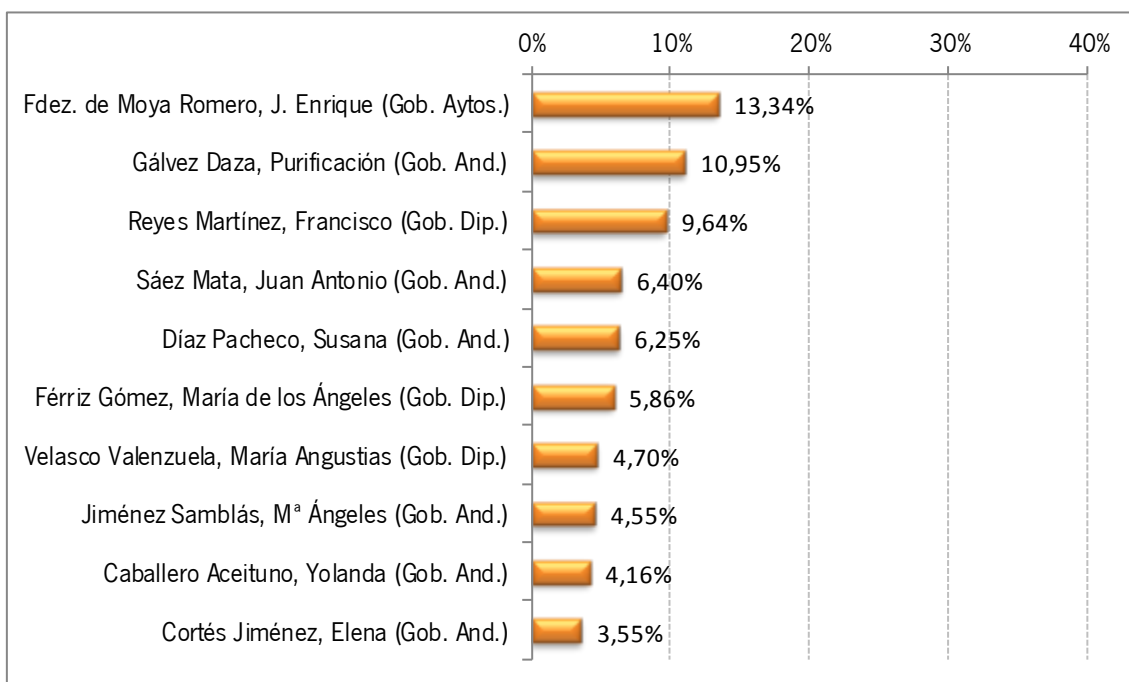 0% 10% 20% 30% 40%
Fdez. de Moya Romero, J. Enrique (Gob. Aytos.) 13,34%
Gálvez Daza, Purificación (Gob. And.) 10,95%
Reyes Martínez, Francisco (Gob. Dip.) 9,64%
Sáez Mata, Juan Antonio (Gob. And.) 6,40%
Díaz Pacheco, Susana (Gob. And.) 6,25%
Férriz Gómez, María de los Ángeles (Gob. Dip.) 5,86%
Velasco Valenzuela, María Angustias (Gob. Dip.) 4,70%
Jiménez Samblás, Mª Ángeles (Gob. And.) 4,55%
Caballero Aceituno, Yolanda (Gob. And.) 4,16%
Cortés Jiménez, Elena (Gob. And.) 3,55%